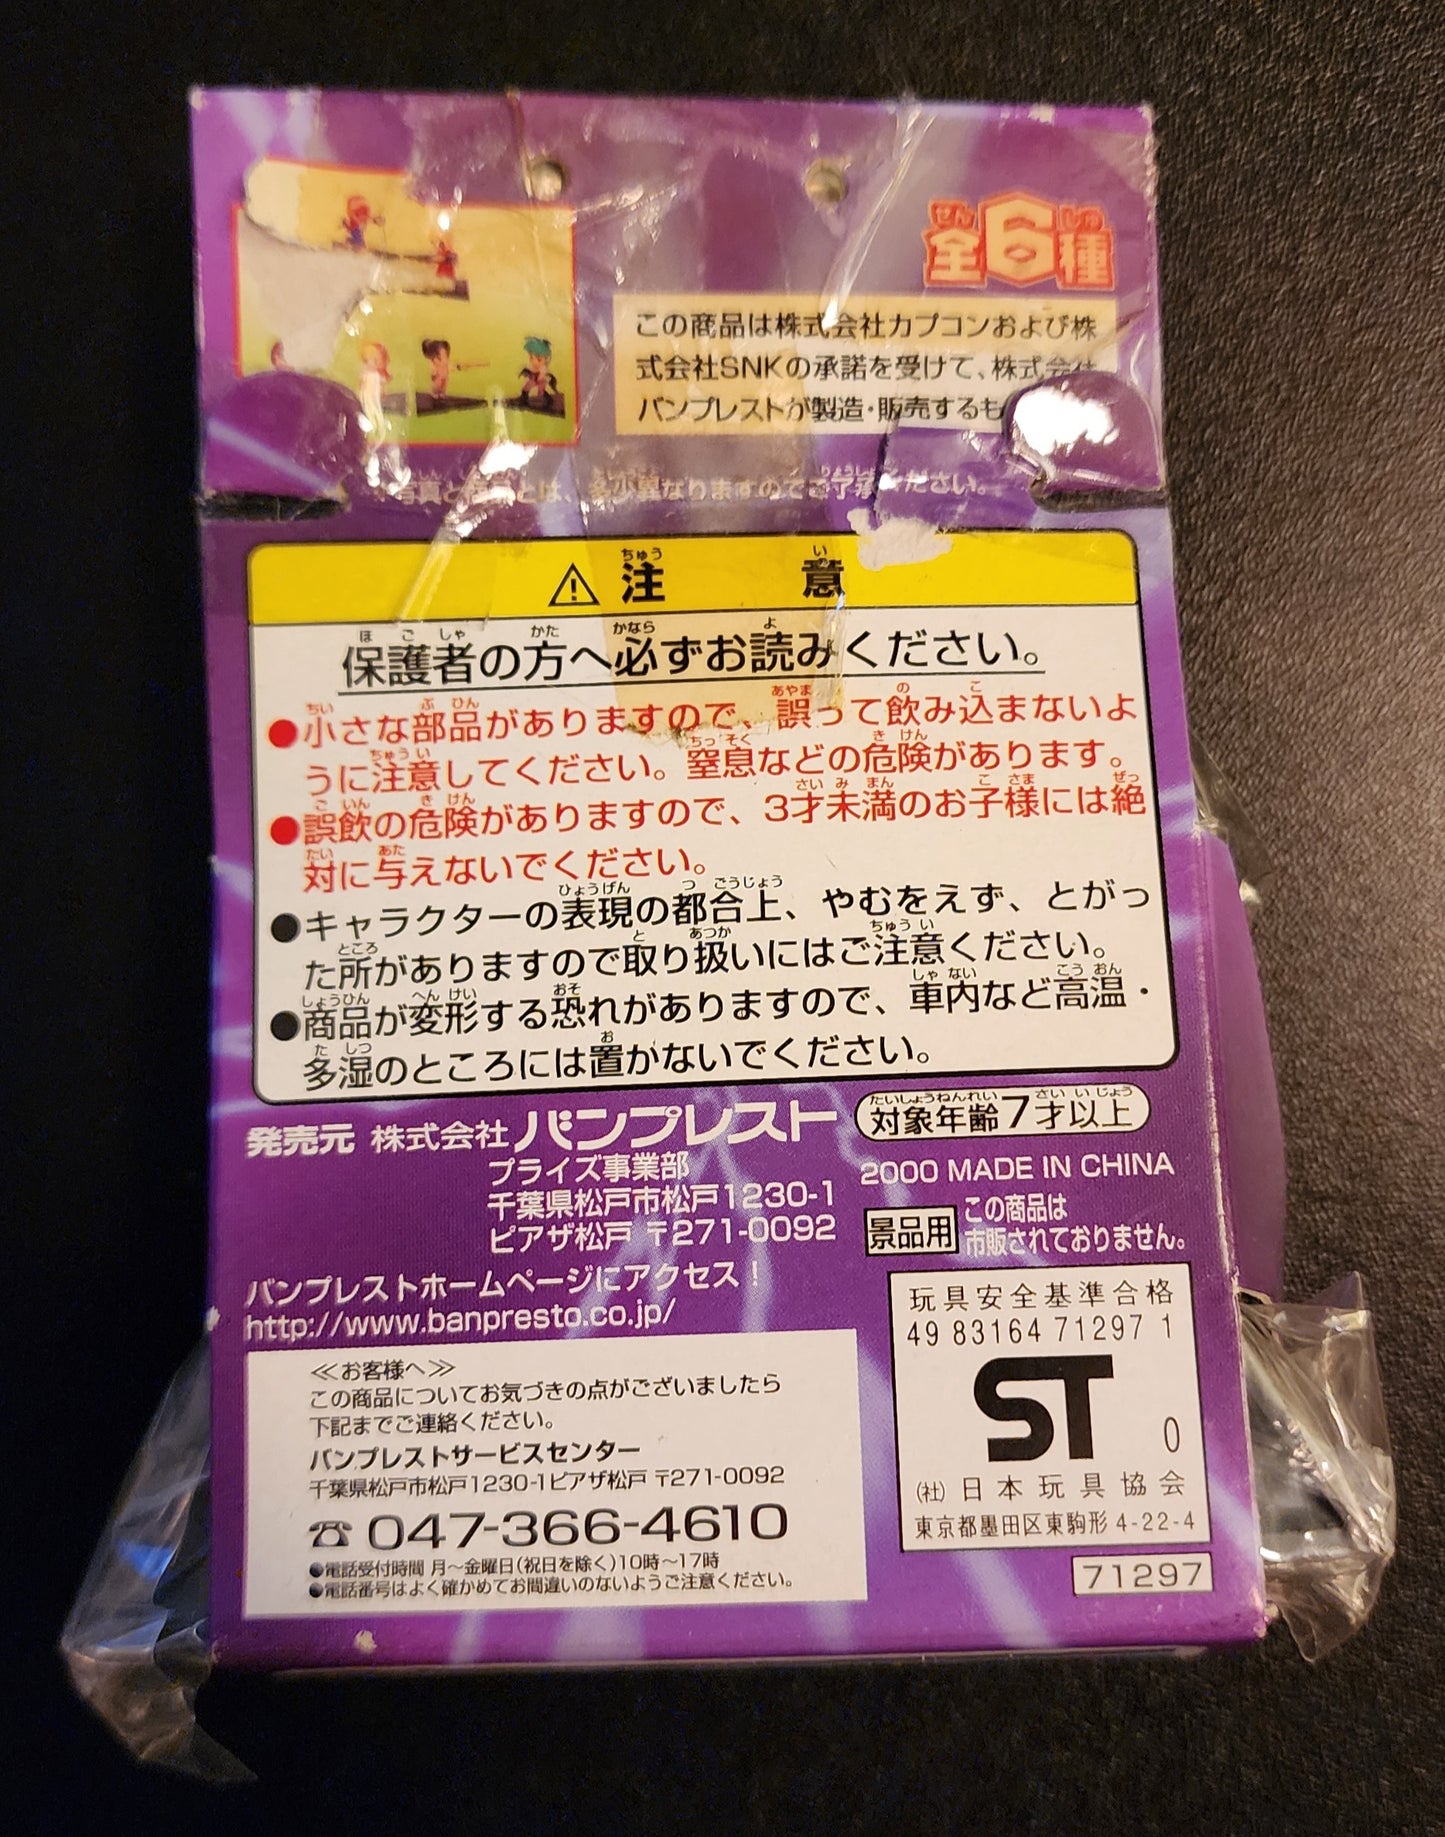 全6種
この商品は株式会社カプコンおよび株
式会社SNKの承諾を受けて、株式会社
バンプレストが製造・販売するも
は、多少異なりますのでご了承ください。
注意
保護者の方へ必ずお読みください。
●小さな部品がありますので、誤って飲み込まないよ
うに注意してください。窒息などの危険があります。
●誤飲の危険がありますので、3才未満のお子様には絶
対に与えないでください。
●キャラクターの表現の都合上、やむをえず、とがっ
た所がありますので取り扱いにはご注意ください。
●商品が変形する恐れがありますので、車内など高温・
多湿のところには置かないでください。
発売元 株式会社バンプレスト
プライズ事業部
千葉県松戸市松戸1230-1
ピアザ松戸 〒271-0092
対象年齢7才以上
2000 MADE IN CHINA
景品用 この商品は
市販されておりません。
バンプレストホームページにアクセス!
http://www.banpresto.co.jp/
≪お客様へ≫
この商品についてお気づきの点がございましたら
下記までご連絡ください。
バンプレストサービスセンター
千葉県松戸市松戸1230-1ピアザ松戸 〒271-0092
☎047-366-4610
●電話受付時間 月〜金曜日(祝日を除く)10時〜17時
●電話番号はよく確かめてお間違いのないようご注意ください。
玩具安全基準合格
49 83164 71297 1
ST
0
(社)日本玩具協会
東京都墨田区東駒形 4-22-4
71297